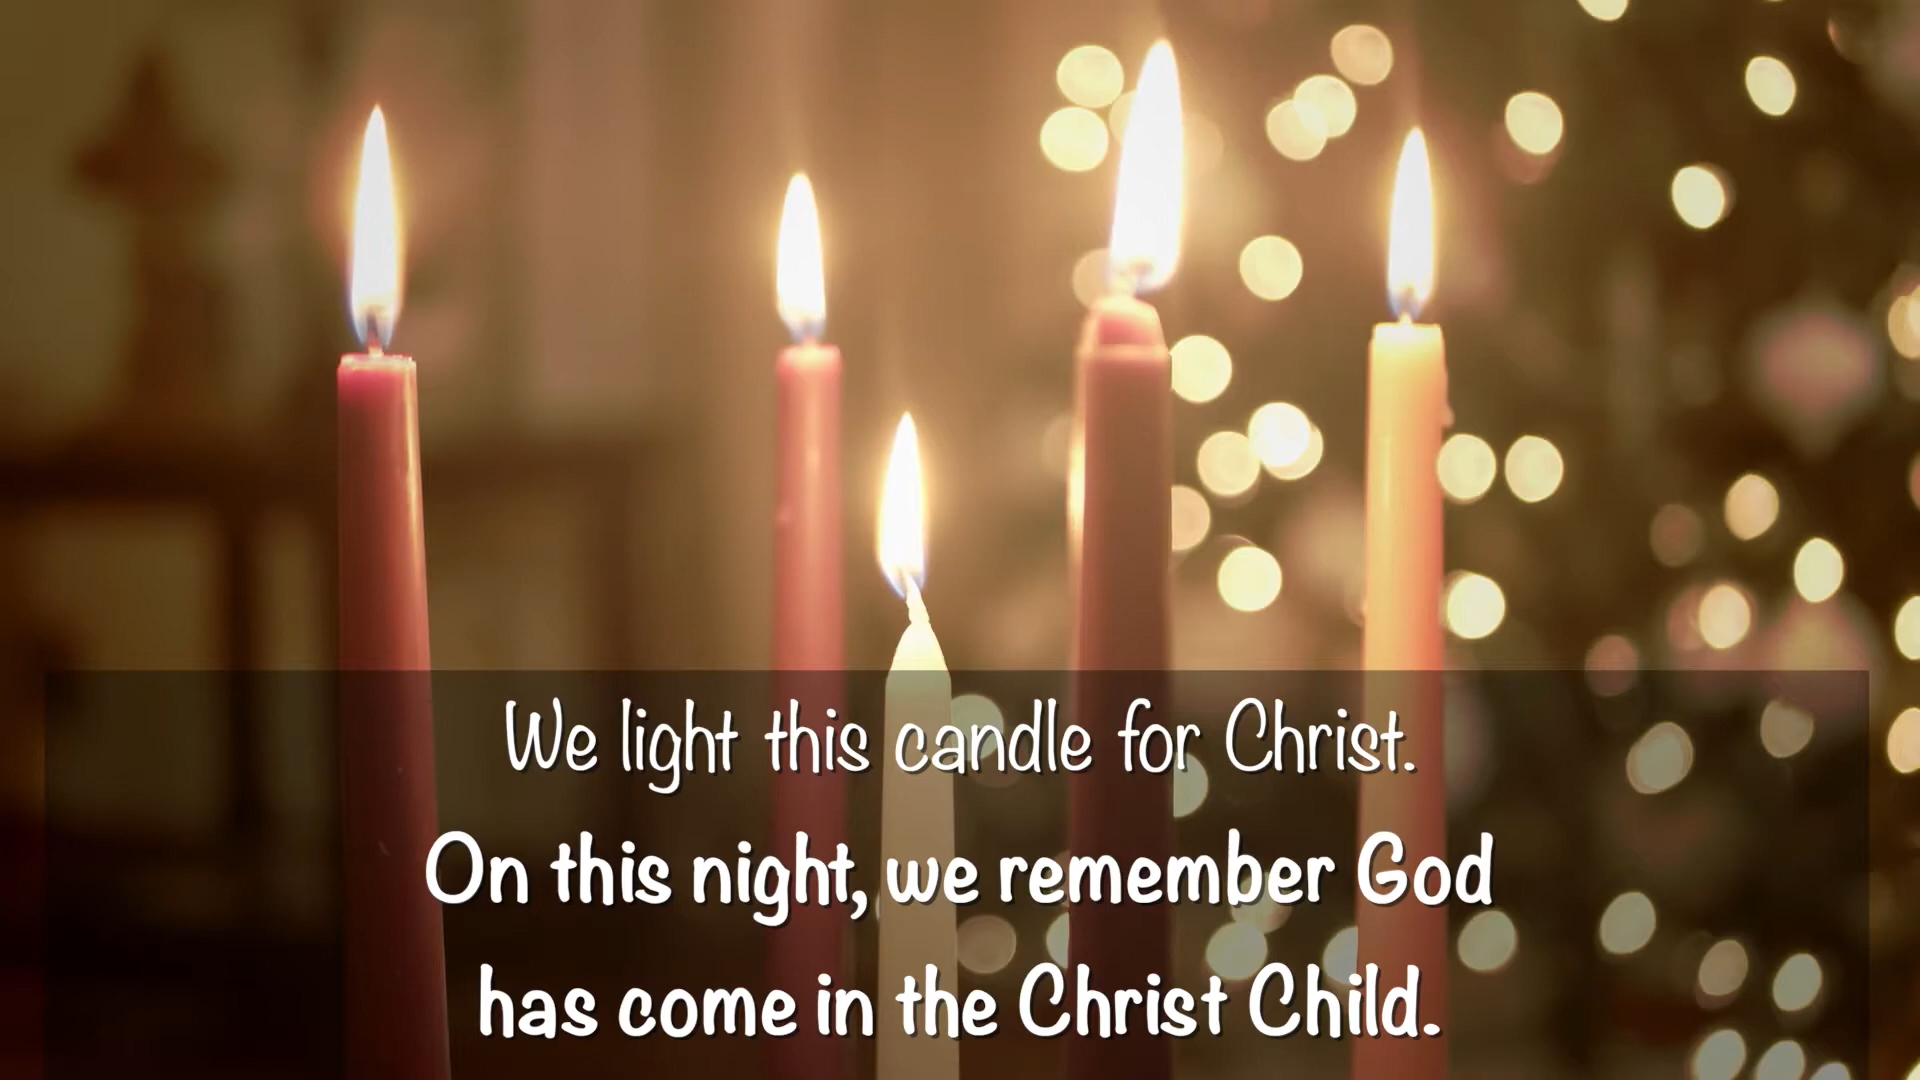 We light this candle for Christ.
On this night, we remember God
has come in the Christ Child.